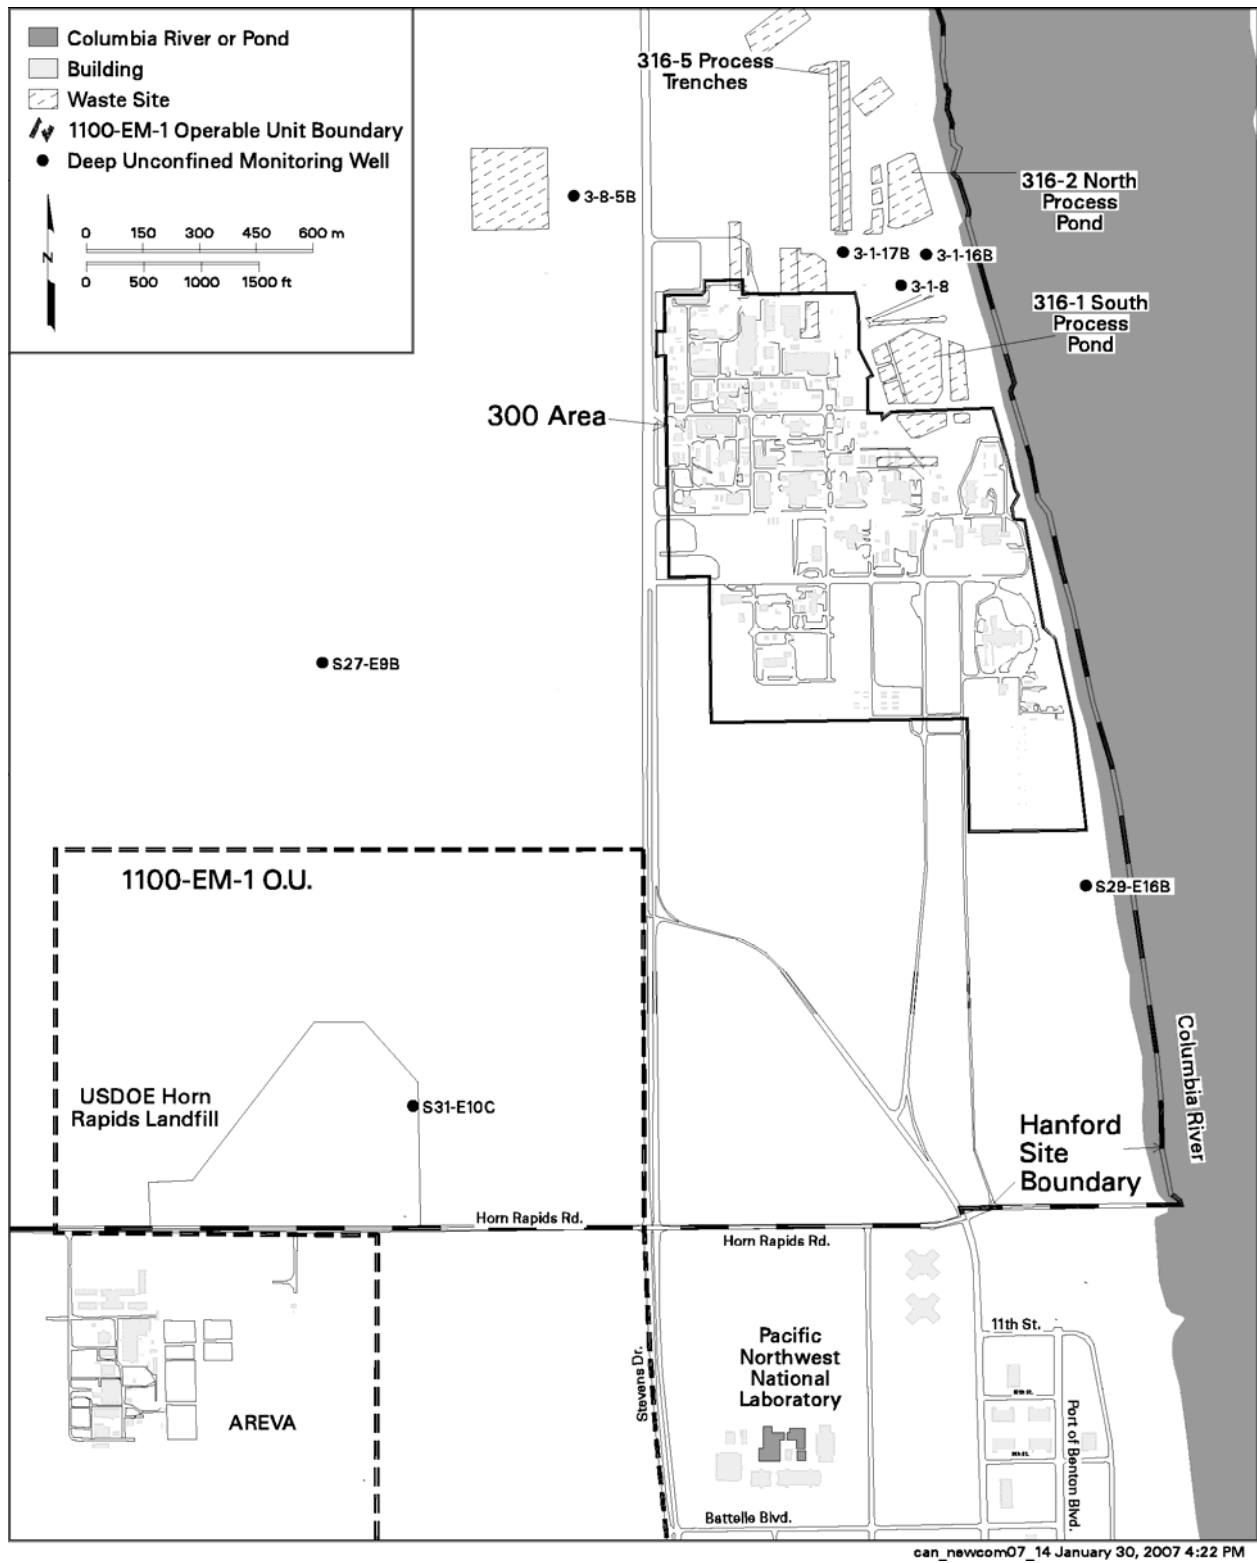 Columbia River or Pond
Building
Waste Site
1100-EM-1 Operable Unit Boundary
Deep Unconfined Monitoring Well
N
0 150 300 450 600 m
0 500 1000 1500 ft
316-5 Process
Trenches
3-8-5B
316-2 North
Process
Pond
3-1-17B
3-1-16B
3-1-8
316-1 South
Process
Pond
300 Area
S27-E9B
1100-EM-1 O.U.
S29-E16B
USDOE Horn
Rapids Landfill
S31-E10C
Columbia River
Hanford
Site
Boundary
Horn Rapids Rd.
Horn Rapids Rd.
Stevens Dr.
Pacific
Northwest
National
Laboratory
11th St.
Port of Benton Blvd.
AREVA
Battelle Blvd.
can_newcom07_14 January 30, 2007 4:22 PM